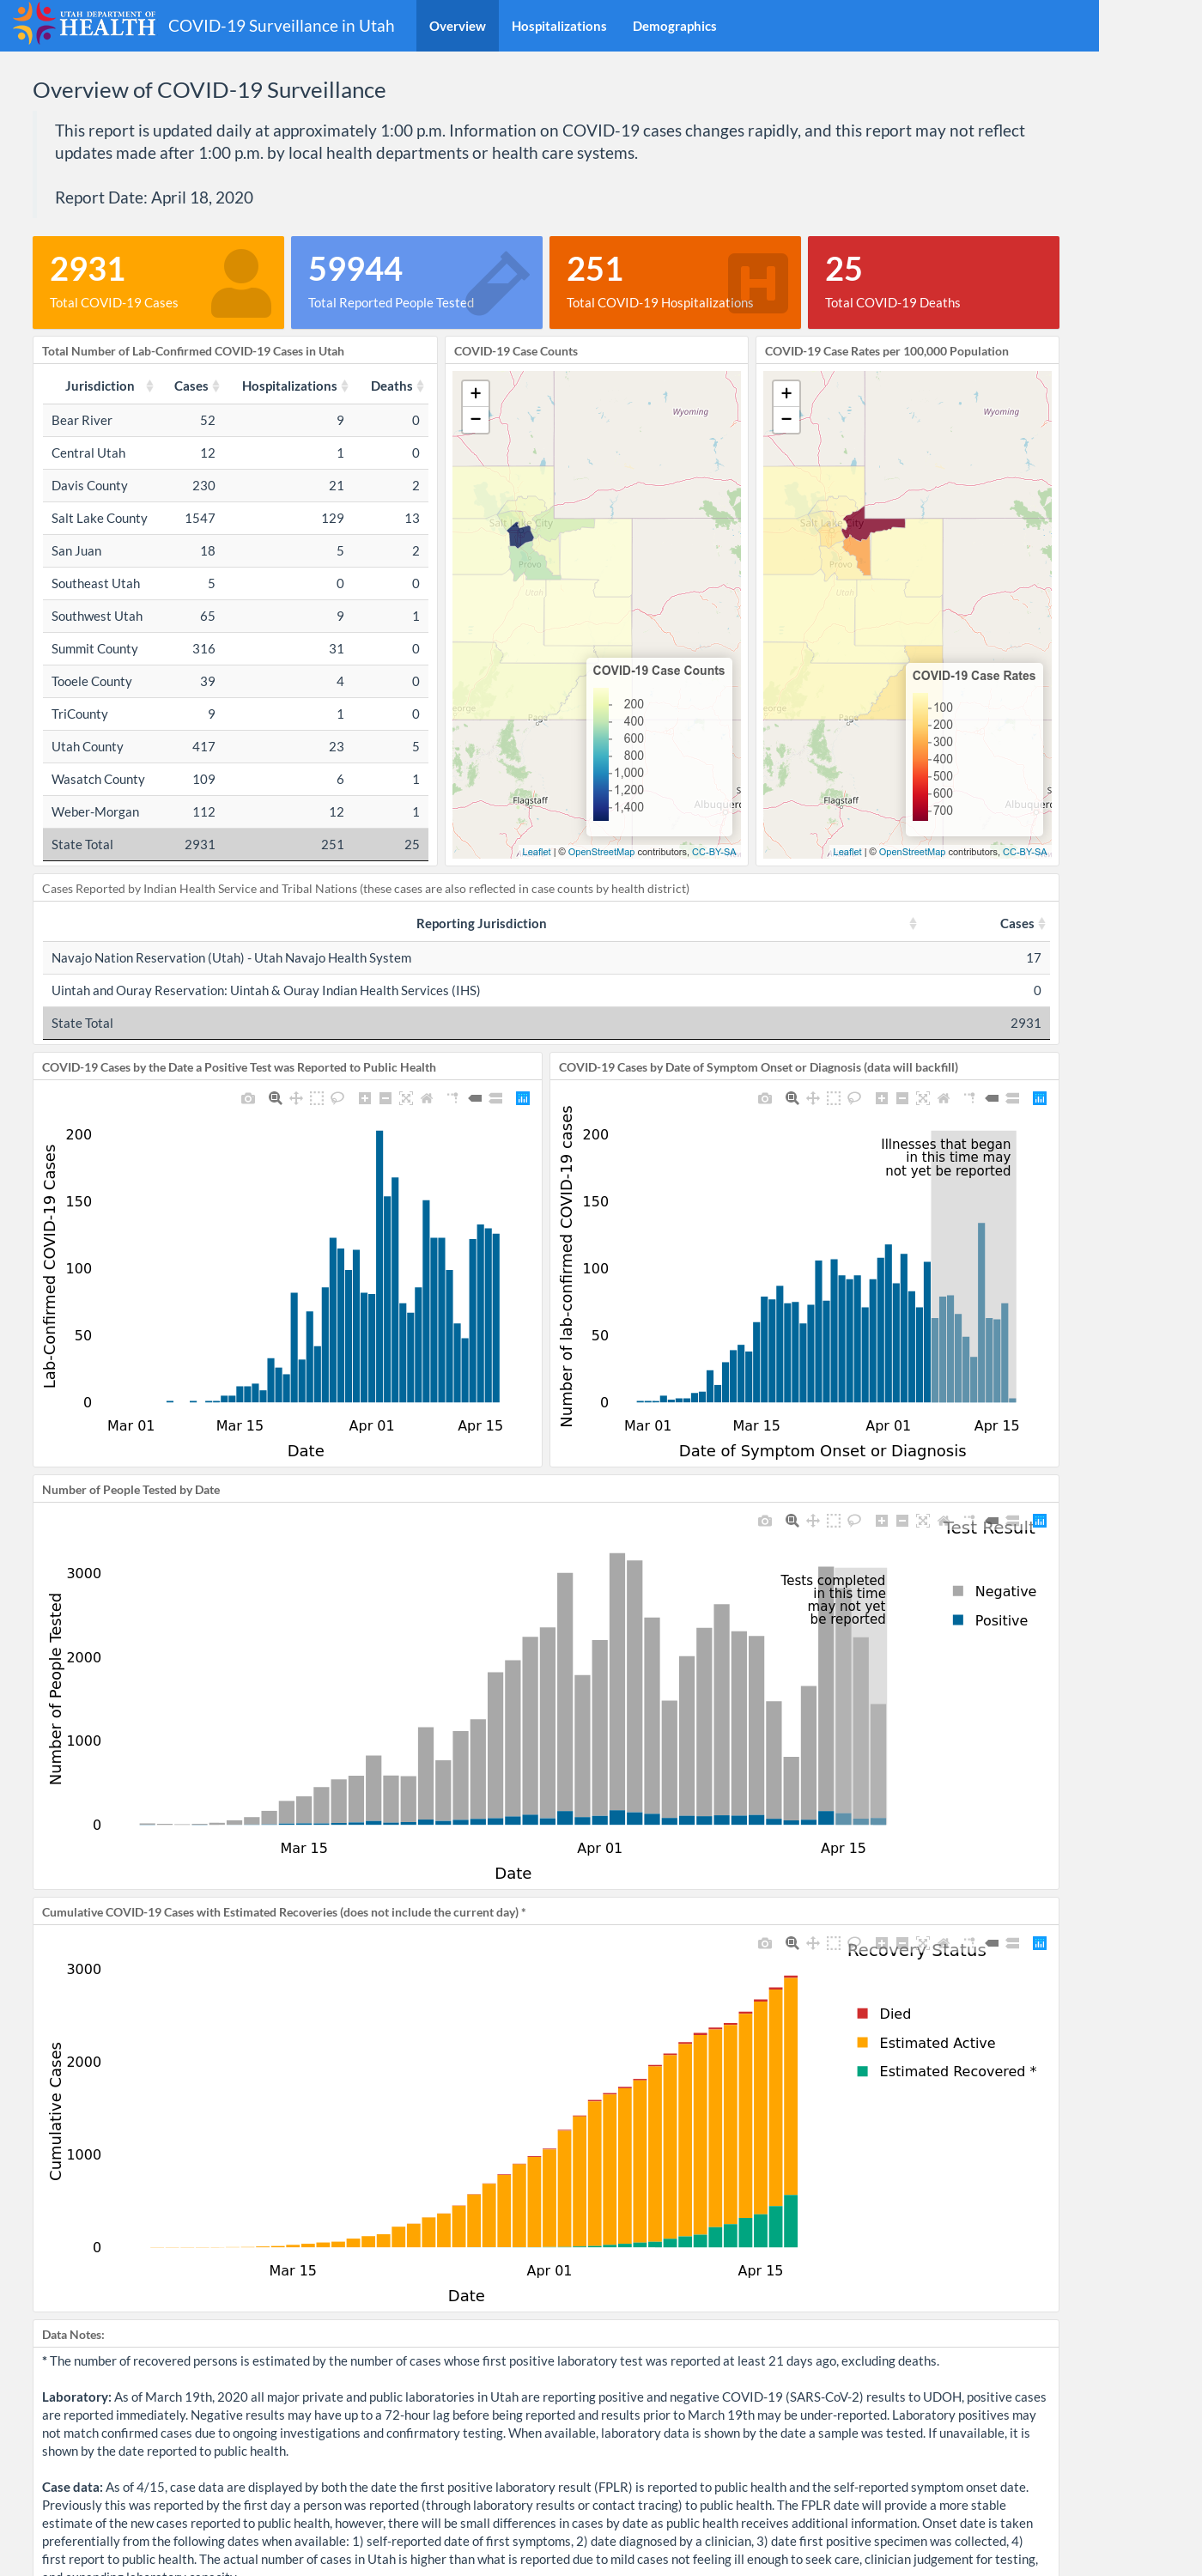 UTAH DEPARTMENT OF
HEALTH
COVID-19 Surveillance in Utah
Overview
Hospitalizations
Demographics
Overview of COVID-19 Surveillance
This report is updated daily at approximately 1:00 p.m. Information on COVID-19 cases changes rapidly, and this report may not reflect
updates made after 1:00 p.m. by local health departments or health care systems.
Report Date: April 18, 2020
2931
Total COVID-19 Cases
59944
Total Reported People Tested
251
Total COVID-19 Hospitalizations
25
Total COVID-19 Deaths
Total Number of Lab-Confirmed COVID-19 Cases in Utah
Jurisdiction Cases Hospitalizations Deaths
Bear River 52 9 0
Central Utah 12 1 0
Davis County 230 21 2
Salt Lake County 1547 129 13
San Juan 18 5 2
Southeast Utah 5 0 0
Southwest Utah 65 9 1
Summit County 316 31 0
Tooele County 39 4 0
TriCounty 9 1 0
Utah County 417 23 5
Wasatch County 109 6 1
Weber-Morgan 112 12 1
State Total 2931 251 25
COVID-19 Case Counts
+
−
Wyoming
Salt Lake City
Provo
Utah
eorge
Page
Flagstaff
Albuquerq
COVID-19 Case Counts
200
400
600
800
1,000
1,200
1,400
Leaflet | © OpenStreetMap contributors, CC-BY-SA
COVID-19 Case Rates per 100,000 Population
+
−
Wyoming
Salt Lake City
Provo
Utah
eorge
Page
Flagstaff
Albuquerq
COVID-19 Case Rates
100
200
300
400
500
600
700
Leaflet | © OpenStreetMap contributors, CC-BY-SA
Cases Reported by Indian Health Service and Tribal Nations (these cases are also reflected in case counts by health district)
Reporting Jurisdiction Cases
Navajo Nation Reservation (Utah) - Utah Navajo Health System 17
Uintah and Ouray Reservation: Uintah & Ouray Indian Health Services (IHS) 0
State Total 2931
COVID-19 Cases by the Date a Positive Test was Reported to Public Health
Lab-Confirmed COVID-19 Cases
200
150
100
50
0
Mar 01 Mar 15 Apr 01 Apr 15
Date
COVID-19 Cases by Date of Symptom Onset or Diagnosis (data will backfill)
Number of lab-confirmed COVID-19 cases
200
150
100
50
0
Illnesses that began
in this time may
not yet be reported
Mar 01 Mar 15 Apr 01 Apr 15
Date of Symptom Onset or Diagnosis
Number of People Tested by Date
Number of People Tested
3000
2000
1000
0
Tests completed
in this time
may not yet
be reported
Test Result
Negative
Positive
Mar 15 Apr 01 Apr 15
Date
Cumulative COVID-19 Cases with Estimated Recoveries (does not include the current day) *
Cumulative Cases
3000
2000
1000
0
Recovery Status
Died
Estimated Active
Estimated Recovered *
Mar 15 Apr 01 Apr 15
Date
Data Notes:
* The number of recovered persons is estimated by the number of cases whose first positive laboratory test was reported at least 21 days ago, excluding deaths.
Laboratory: As of March 19th, 2020 all major private and public laboratories in Utah are reporting positive and negative COVID-19 (SARS-CoV-2) results to UDOH, positive cases
are reported immediately. Negative results may have up to a 72-hour lag before being reported and results prior to March 19th may be under-reported. Laboratory positives may
not match confirmed cases due to ongoing investigations and confirmatory testing. When available, laboratory data is shown by the date a sample was tested. If unavailable, it is
shown by the date reported to public health.
Case data: As of 4/15, case data are displayed by both the date the first positive laboratory result (FPLR) is reported to public health and the self-reported symptom onset date.
Previously this was reported by the first day a person was reported (through laboratory results or contact tracing) to public health. The FPLR date will provide a more stable
estimate of the new cases reported to public health, however, there will be small differences in cases by date as public health receives additional information. Onset date is taken
preferentially from the following dates when available: 1) self-reported date of first symptoms, 2) date diagnosed by a clinician, 3) date first positive specimen was collected, 4)
first report to public health. The actual number of cases in Utah is higher than what is reported due to mild cases not feeling ill enough to seek care, clinician judgement for testing,